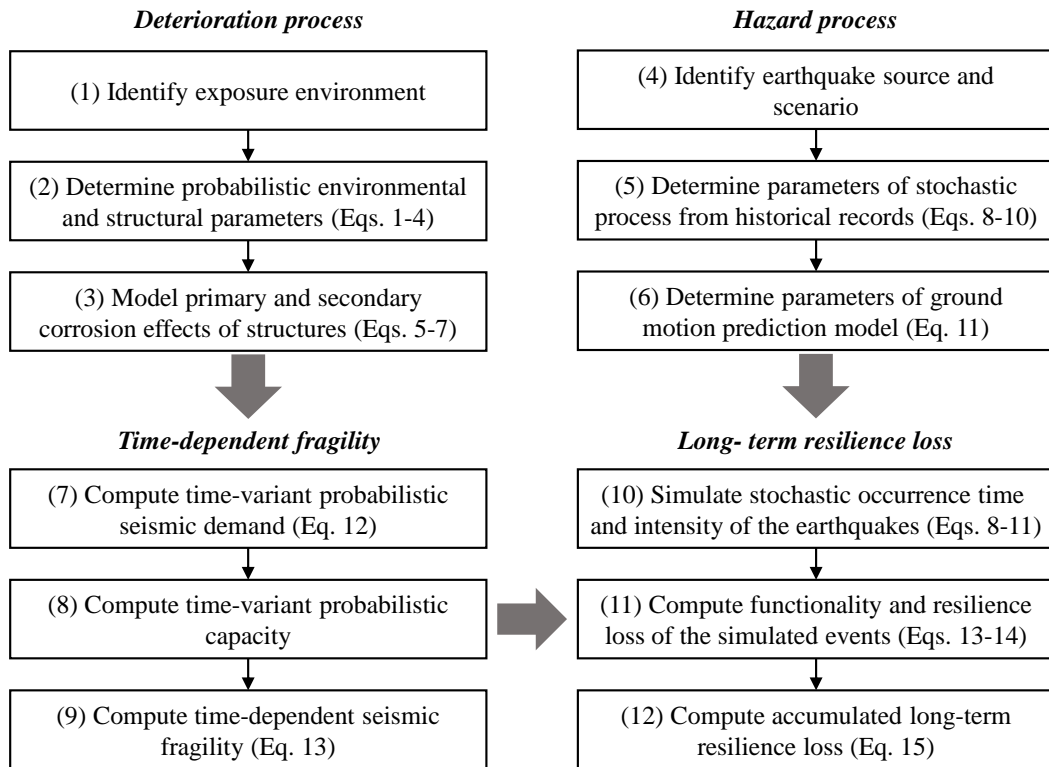 Deterioration process
(1) Identify exposure environment
(2) Determine probabilistic environmental
and structural parameters (Eqs. 1-4)
(3) Model primary and secondary
corrosion effects of structures (Eqs. 5-7)
Hazard process
(4) Identify earthquake source and
scenario
(5) Determine parameters of stochastic
process from historical records (Eqs. 8-10)
(6) Determine parameters of ground
motion prediction model (Eq. 11)
Time-dependent fragility
(7) Compute time-variant probabilistic
seismic demand (Eq. 12)
(8) Compute time-variant probabilistic
capacity
(9) Compute time-dependent seismic
fragility (Eq. 13)
Long- term resilience loss
(10) Simulate stochastic occurrence time
and intensity of the earthquakes (Eqs. 8-11)
(11) Compute functionality and resilience
loss of the simulated events (Eqs. 13-14)
(12) Compute accumulated long-term
resilience loss (Eq. 15)